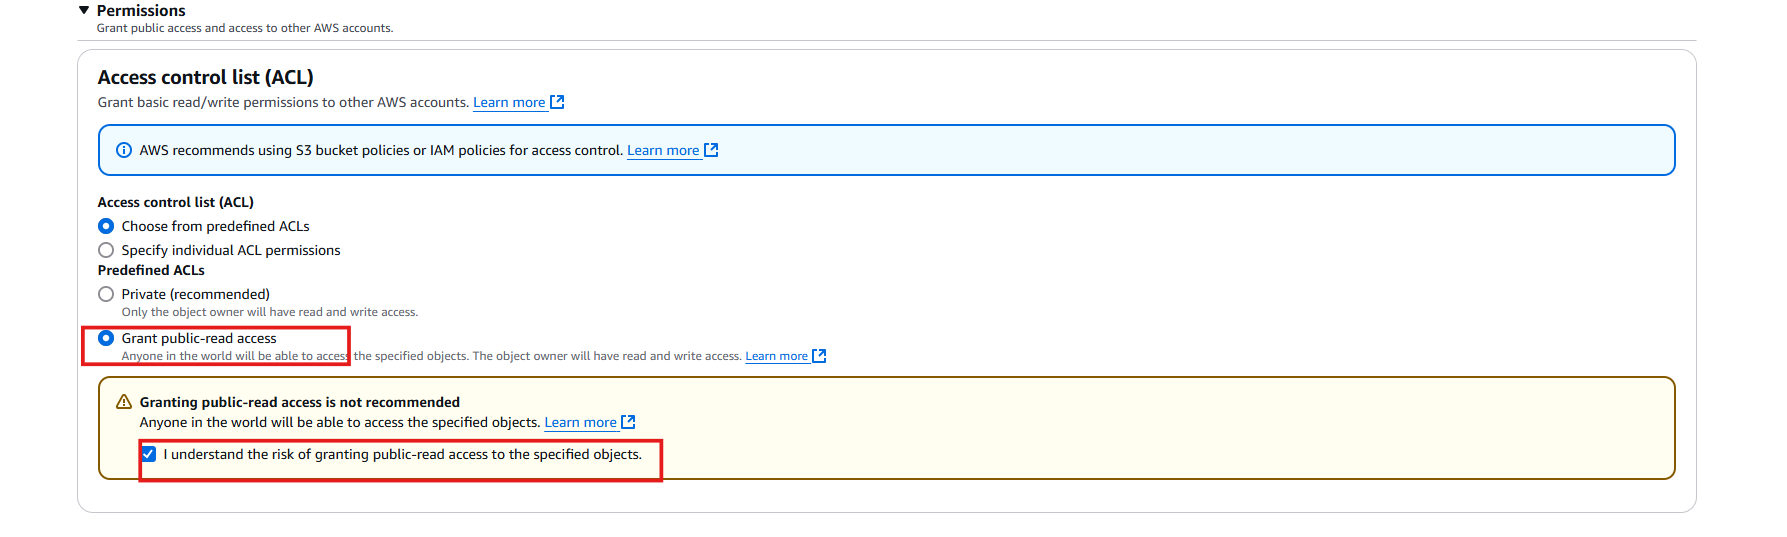 Permissions
Grant public access and access to other AWS accounts.
Access control list (ACL)
Grant basic read/write permissions to other AWS accounts. Learn more
AWS recommends using S3 bucket policies or IAM policies for access control. Learn more
Access control list (ACL)
Choose from predefined ACLs
Specify individual ACL permissions
Predefined ACLs
Private (recommended)
Only the object owner will have read and write access.
Grant public-read access
Anyone in the world will be able to access the specified objects. The object owner will have read and write access. Learn more
Granting public-read access is not recommended
Anyone in the world will be able to access the specified objects. Learn more
I understand the risk of granting public-read access to the specified objects.